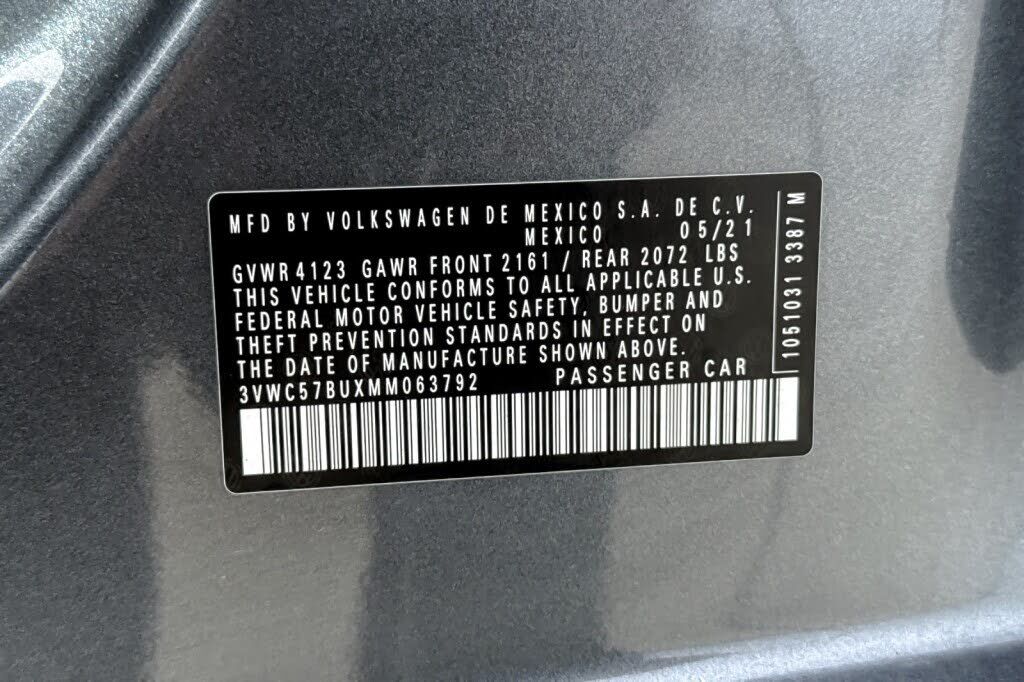 MFD BY VOLKSWAGEN DE MEXICO S.A. DE C.V.
MEXICO 05/21
GVWR 4123 GAWR FRONT 2161 / REAR 2072 LBS
THIS VEHICLE CONFORMS TO ALL APPLICABLE U.S.
FEDERAL MOTOR VEHICLE SAFETY, BUMPER AND
THEFT PREVENTION STANDARDS IN EFFECT ON
THE DATE OF MANUFACTURE SHOWN ABOVE.
3VWC57BUXMM063792 PASSENGER CAR
1051031 3387 M